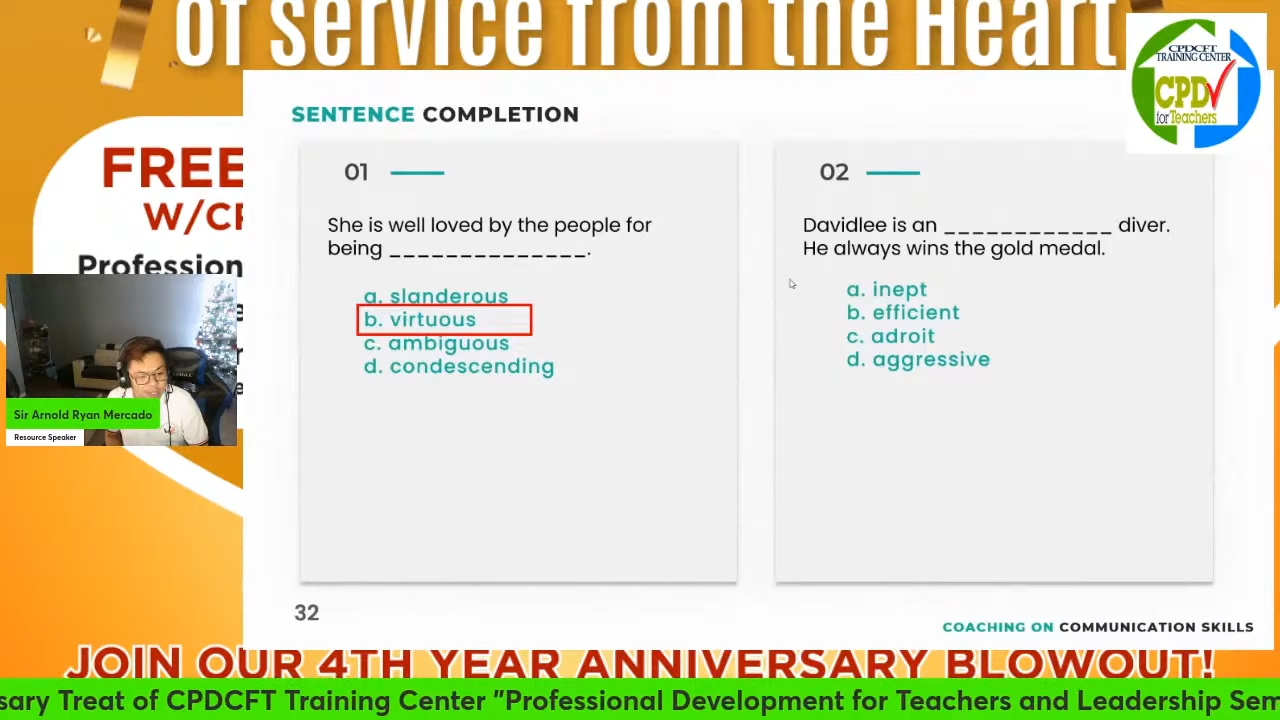 of service from the Heart
CPDCFT
TRAINING CENTER
CPD
for Teachers
SENTENCE COMPLETION
FREE
W/CP
Profession
01
She is well loved by the people for
being ______________.
a. slanderous
b. virtuous
c. ambiguous
d. condescending
02
Davidlee is an ____________ diver.
He always wins the gold medal.
a. inept
b. efficient
c. adroit
d. aggressive
Sir Arnold Ryan Mercado
Resource Speaker
32
COACHING ON COMMUNICATION SKILLS
JOIN OUR 4TH YEAR ANNIVERSARY BLOWOUT!
sary Treat of CPDCFT Training Center "Professional Development for Teachers and Leadership Sem